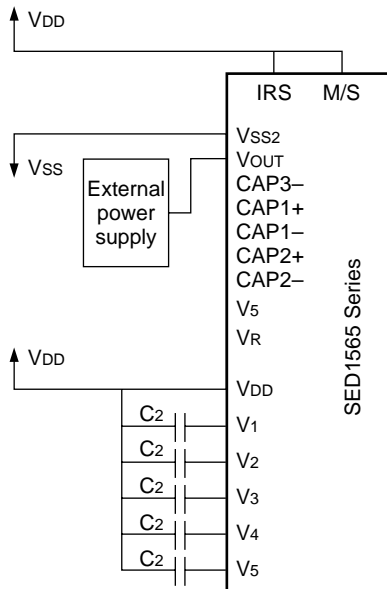 VDD
IRS M/S
VSS2
VSS
VOUT
External
power
supply
CAP3–
CAP1+
CAP1–
CAP2+
CAP2–
V5
VR
SED1565 Series
VDD
VDD
C2 V1
C2 V2
C2 V3
C2 V4
C2 V5